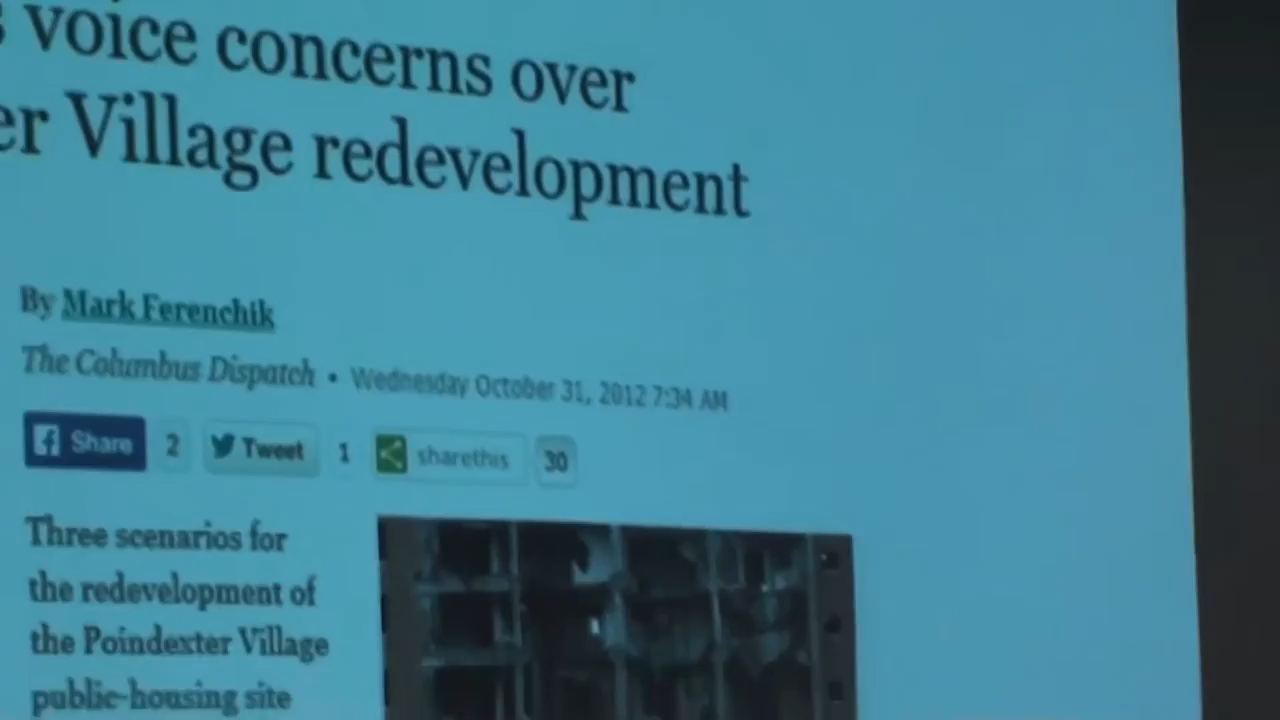 voice concerns over
er Village redevelopment
By Mark Ferenchik
The Columbus Dispatch • Wednesday October 31, 2012 7:34 AM
Share 2 Tweet 1 sharethis 30
Three scenarios for
the redevelopment of
the Poindexter Village
public-housing site